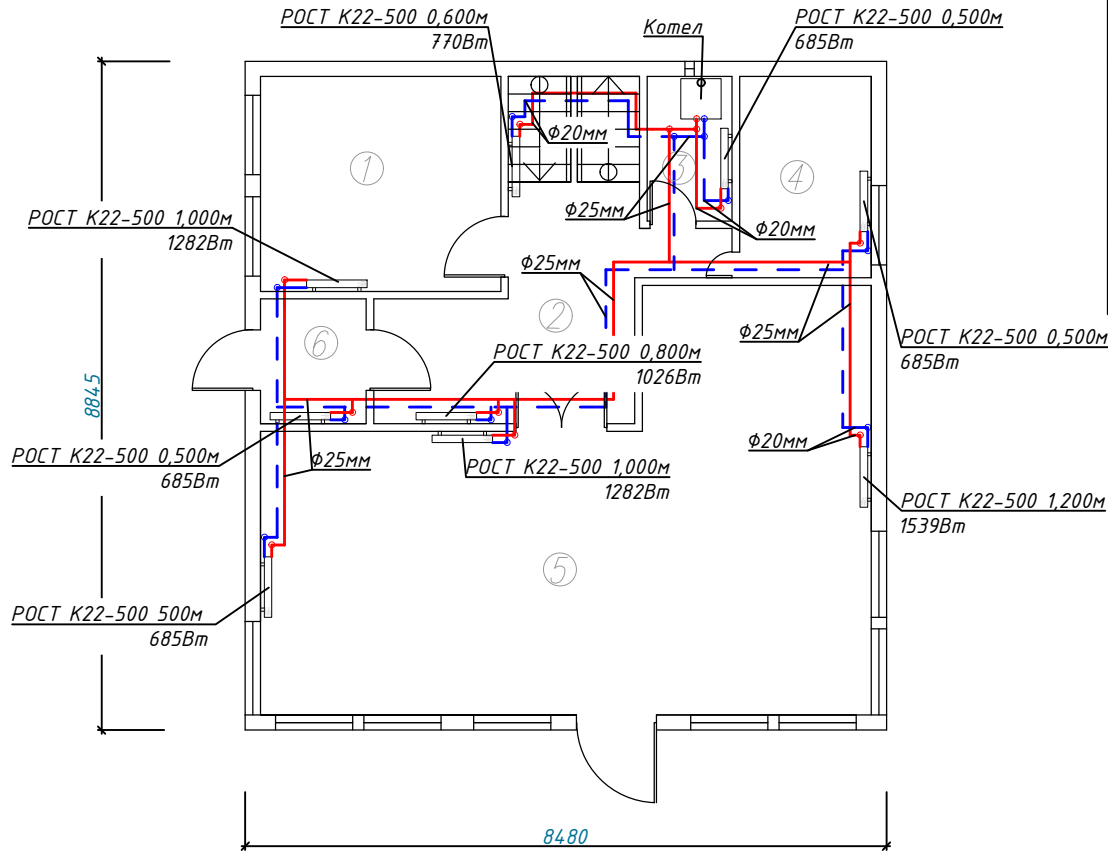 РОСТ К22-500 0,600м
770Вт
Котел
РОСТ К22-500 0,500м
685Вт
Ф20мм
1
3
4
РОСТ К22-500 1,000м
1282Вт
Ф25мм
Ф20мм
Ф25мм
2
6
Ф25мм
РОСТ К22-500 0,500м
685Вт
РОСТ К22-500 0,800м
1026Вт
8845
РОСТ К22-500 0,500м
685Вт
Ф25мм
РОСТ К22-500 1,000м
1282Вт
Ф20мм
РОСТ К22-500 1,200м
1539Вт
5
РОСТ К22-500 500м
685Вт
8480